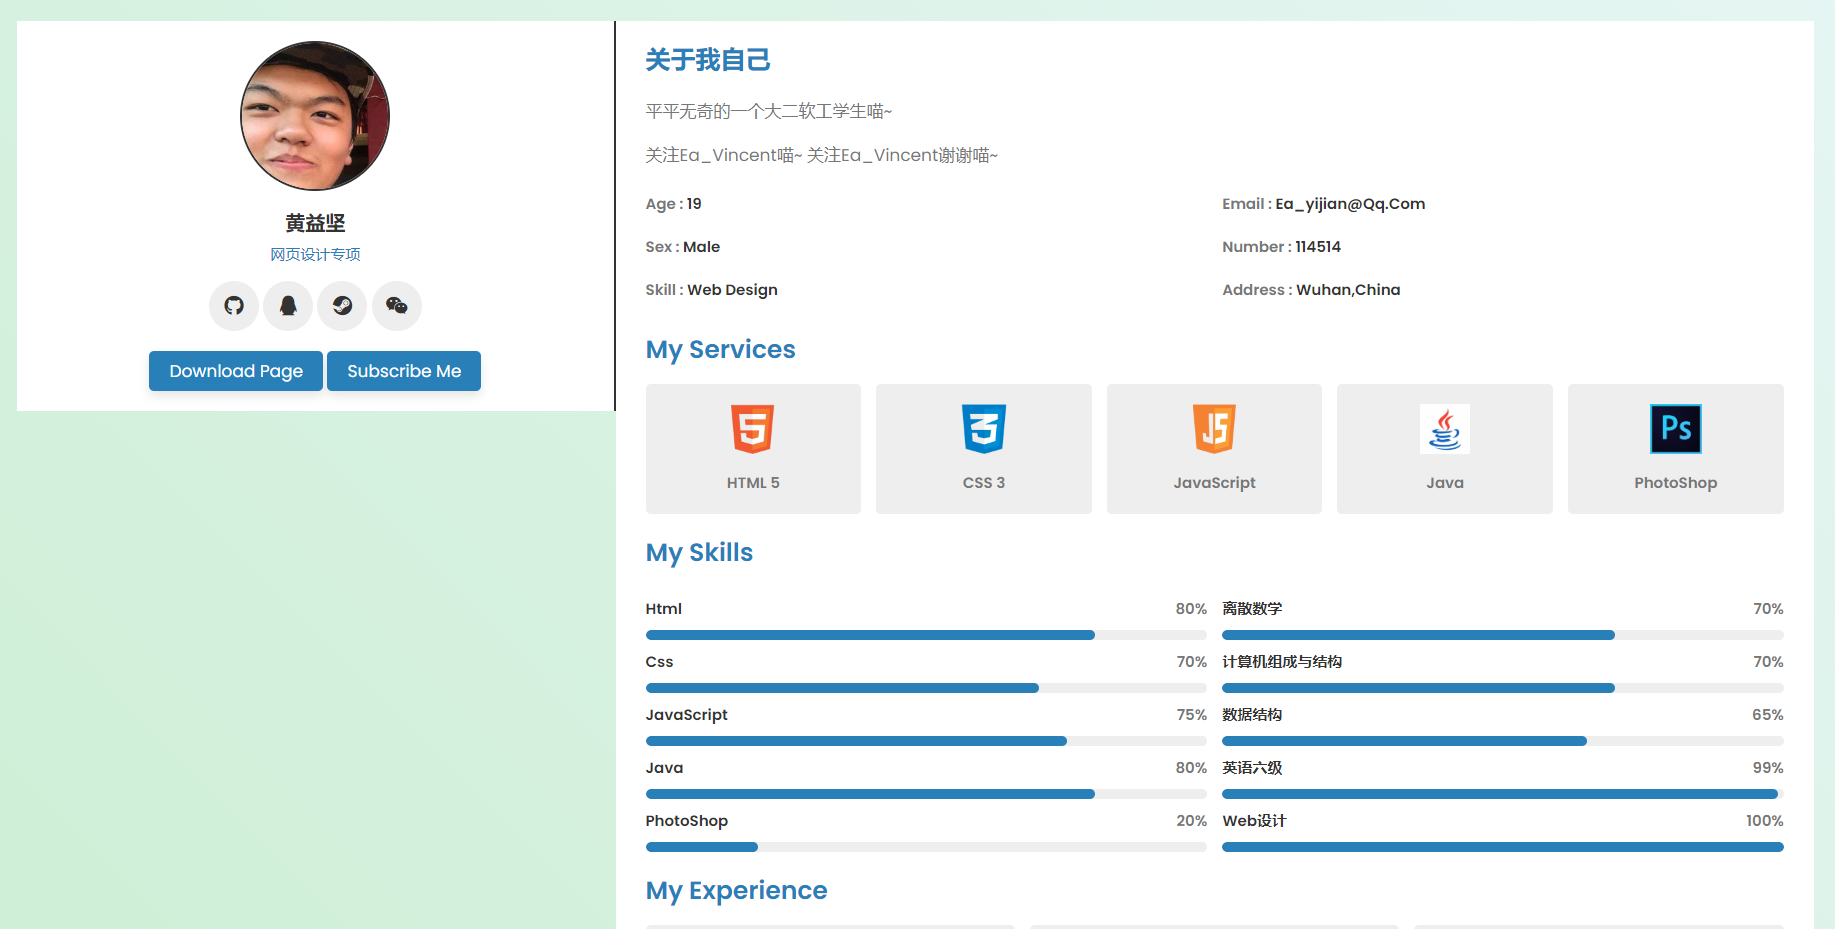 黄益坚
网页设计专项
Download Page
Subscribe Me
关于我自己
平平无奇的一个大二软工学生喵~
关注Ea_Vincent喵~ 关注Ea_Vincent谢谢喵~
Age : 19
Email : Ea_yijian@Qq.Com
Sex : Male
Number : 114514
Skill : Web Design
Address : Wuhan,China
My Services
HTML 5
CSS 3
JavaScript
Java
Ps
PhotoShop
My Skills
Html 80%
离散数学 70%
Css 70%
计算机组成与结构 70%
JavaScript 75%
数据结构 65%
Java 80%
英语六级 99%
PhotoShop 20%
Web设计 100%
My Experience